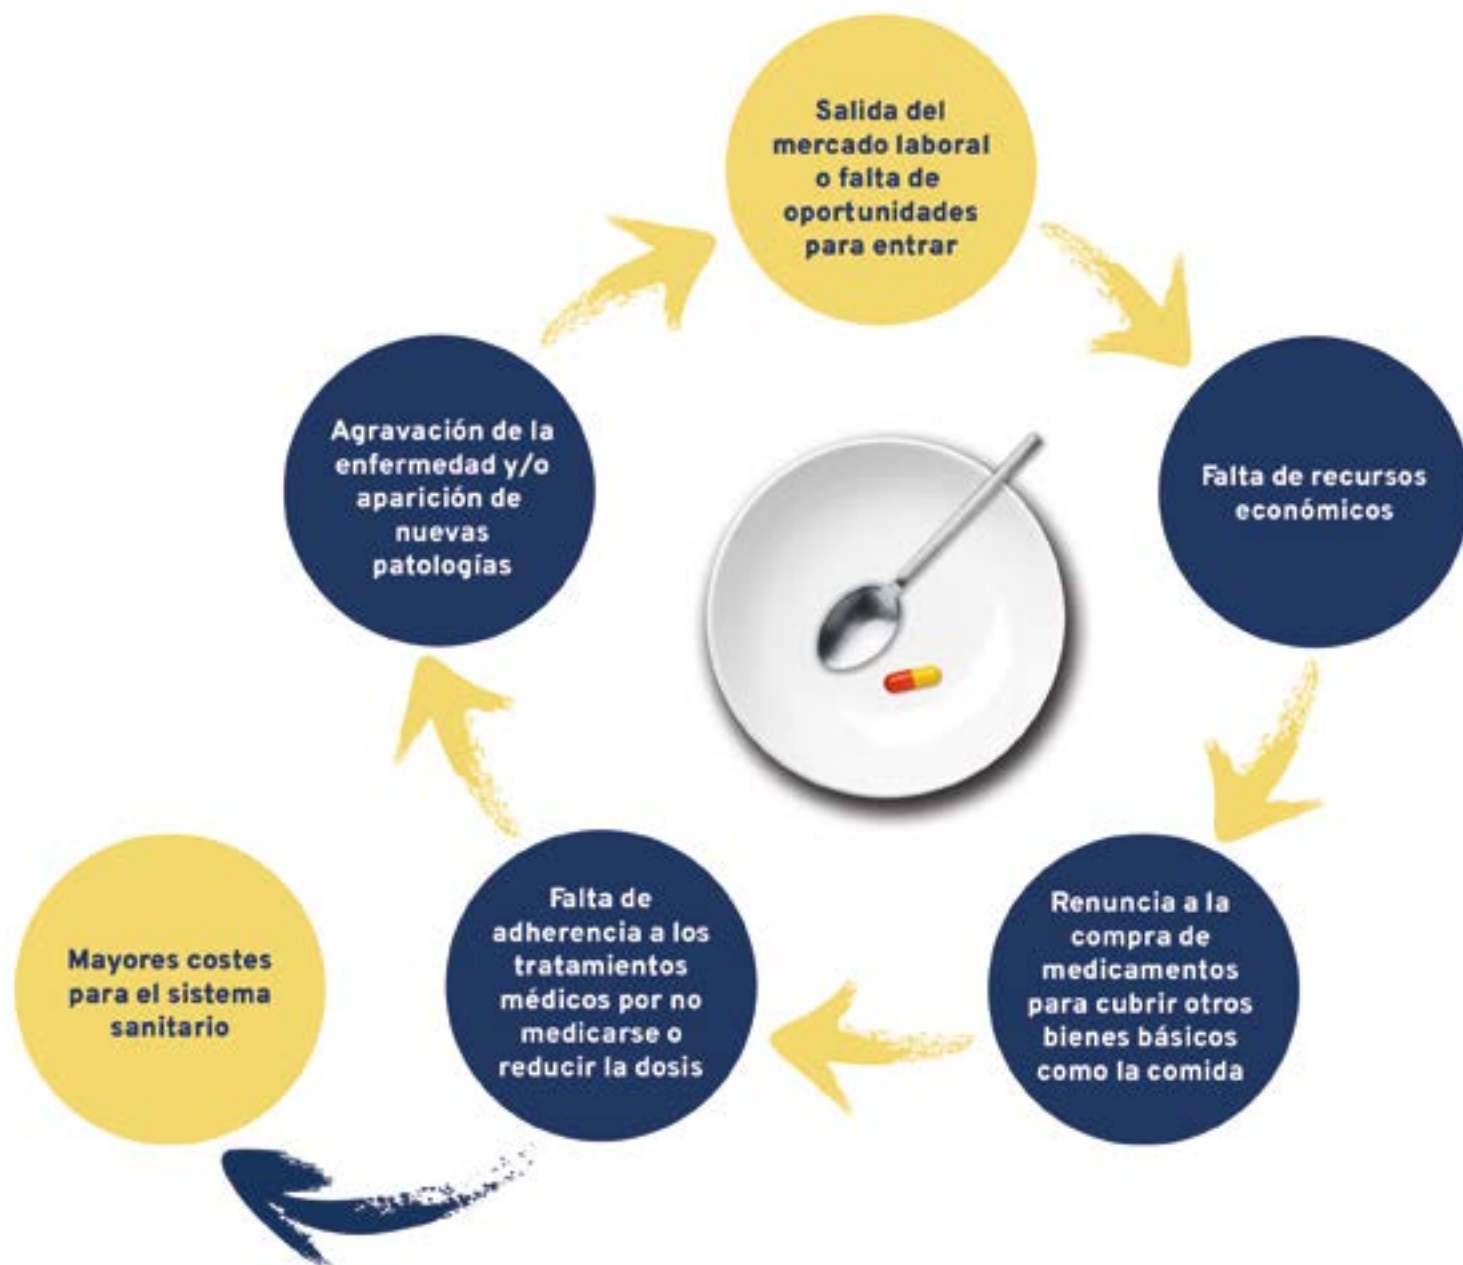 Salida del
mercado laboral
o falta de
oportunidades
para entrar
Falta de recursos
económicos
Renuncia a la
compra de
medicamentos
para cubrir otros
bienes básicos
como la comida
Falta de
adherencia a los
tratamientos
médicos por no
medicarse o
reducir la dosis
Mayores costes
para el sistema
sanitario
Agravación de la
enfermedad y/o
aparición de
nuevas
patologías